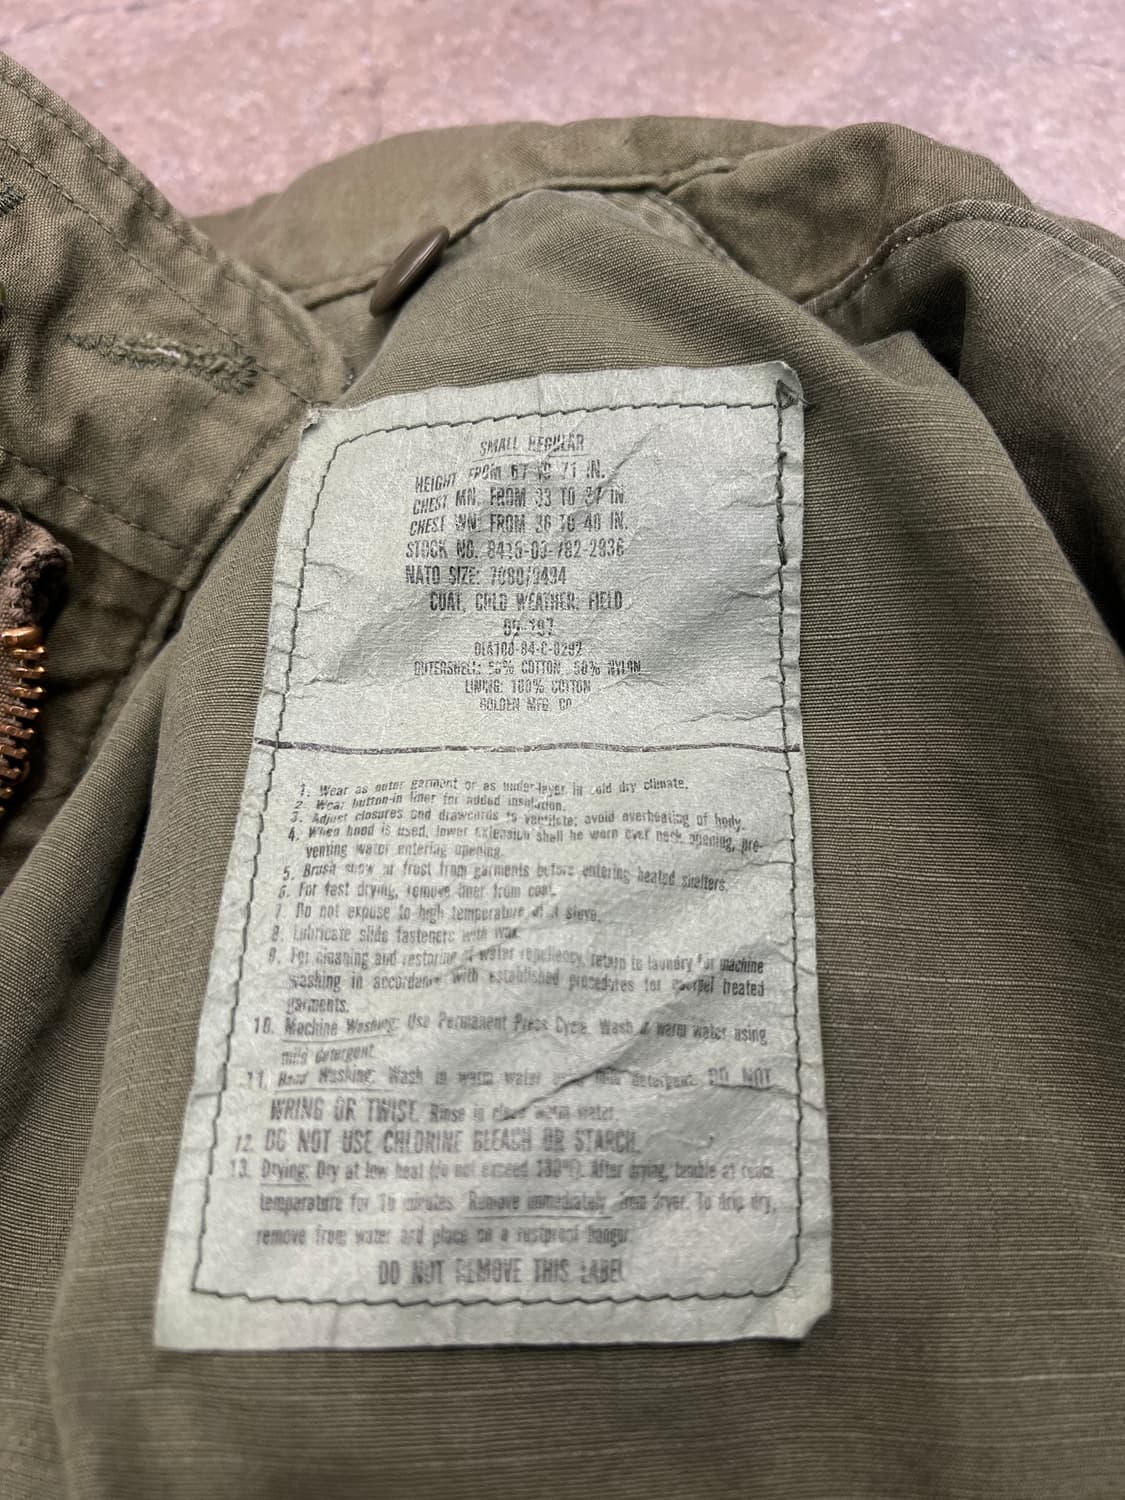 SMALL REGULAR
HEIGHT FROM 67 TO 71 IN.
CHEST MN: FROM 33 TO 37 IN
CHEST WN: FROM 36 TO 40 IN.
STOCK NO. 8415-00-782-2936
NATO SIZE: 7080/9494
COAT, COLD WEATHER, FIELD
DLA100-84-C-0292
OUTERSHELL: 50% COTTON 50% NYLON
LINING: 100% COTTON
GOLDEN MFG. CO
1. Wear as outer garment or as under-layer in cold dry climate.
2. Wear button-in liner for added insulation.
3. Adjust closures and drawcords to ventilate; avoid overheating of body.
4. When hood is used, lower extension shall be worn over neck opening, pre-
venting water entering opening.
5. Brush snow or frost from garments before entering heated shelters.
6. For fast drying, remove liner from coat.
7. Do not expose to high temperature of a stove.
8. Lubricate slide fasteners with wax.
9. For cleaning and restoring of water repellency, return to laundry for machine
washing in accordance with established procedures for quarpel treated
garments.
10. Machine Washing: Use Permanent Press Cycle. Wash in warm water using
mild detergent.
11. Hand Washing: Wash in warm water using mild detergent. DO NOT
WRING OR TWIST. Rinse in clean warm water.
12. DO NOT USE CHLORINE BLEACH OR STARCH.
13. Drying: Dry at low heat (do not exceed 130°F). After drying, tumble at room
temperature for 10 minutes. Remove immediately from dryer. To drip dry,
remove from water and place on a rustproof hanger.
DO NOT REMOVE THIS LABEL